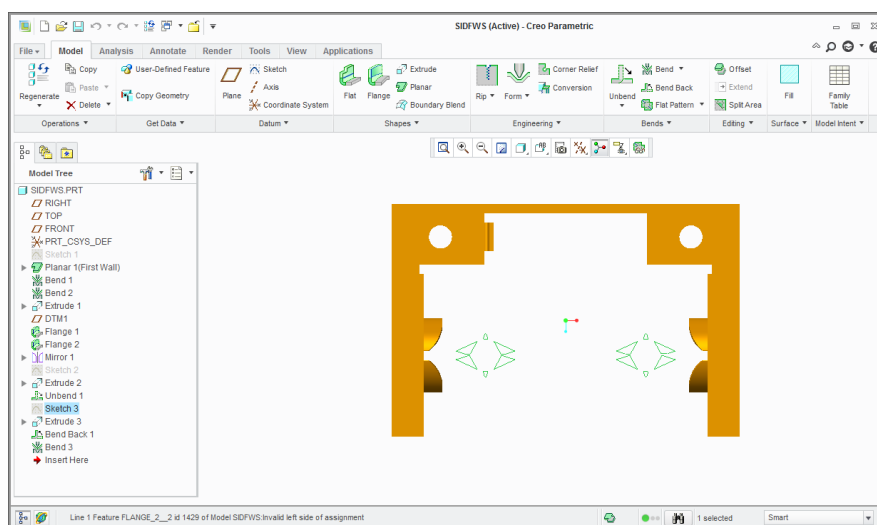 SIDFWS (Active) - Creo Parametric
File Model Analysis Annotate Render Tools View Applications
Regenerate
Copy
Paste
Delete
User-Defined Feature
Copy Geometry
Plane
Sketch
Axis
Coordinate System
Flat
Flange
Extrude
Planar
Boundary Blend
Rip
Form
Corner Relief
Conversion
Unbend
Bend
Bend Back
Flat Pattern
Offset
Extend
Split Area
Fill
Family
Table
Operations Get Data Datum Shapes Engineering Bends Editing Surface Model Intent
Model Tree
SIDFWS.PRT
RIGHT
TOP
FRONT
PRT_CSYS_DEF
Sketch 1
Planar 1(First Wall)
Bend 1
Bend 2
Extrude 1
DTM1
Flange 1
Flange 2
Mirror 1
Sketch 2
Extrude 2
Unbend 1
Sketch 3
Extrude 3
Bend Back 1
Bend 3
Insert Here
Line 1 Feature FLANGE_2__2 id 1429 of Model SIDFWS:Invalid left side of assignment
1 selected
Smart